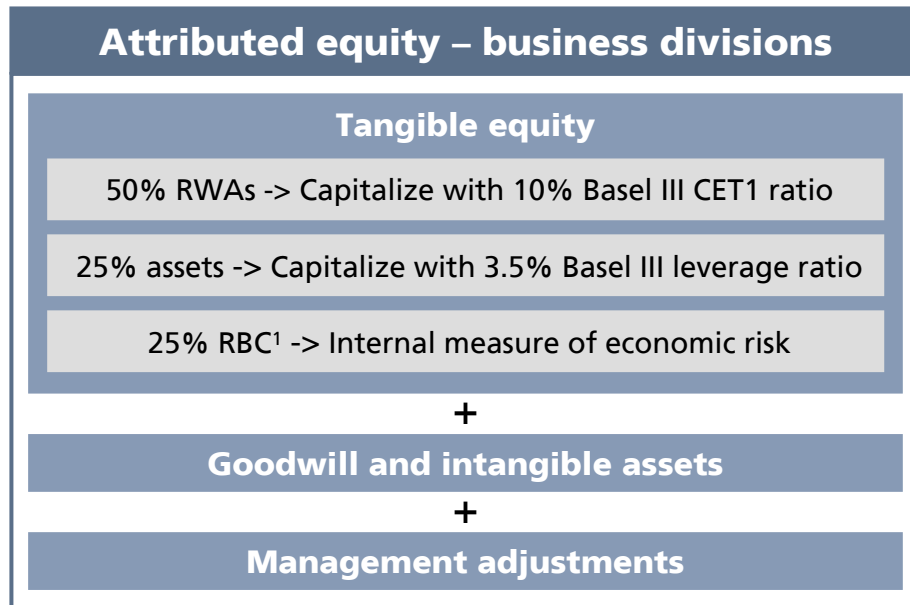 Attributed equity – business divisions
Tangible equity
50% RWAs -> Capitalize with 10% Basel III CET1 ratio
25% assets -> Capitalize with 3.5% Basel III leverage ratio
25% RBC¹ -> Internal measure of economic risk
+
Goodwill and intangible assets
+
Management adjustments